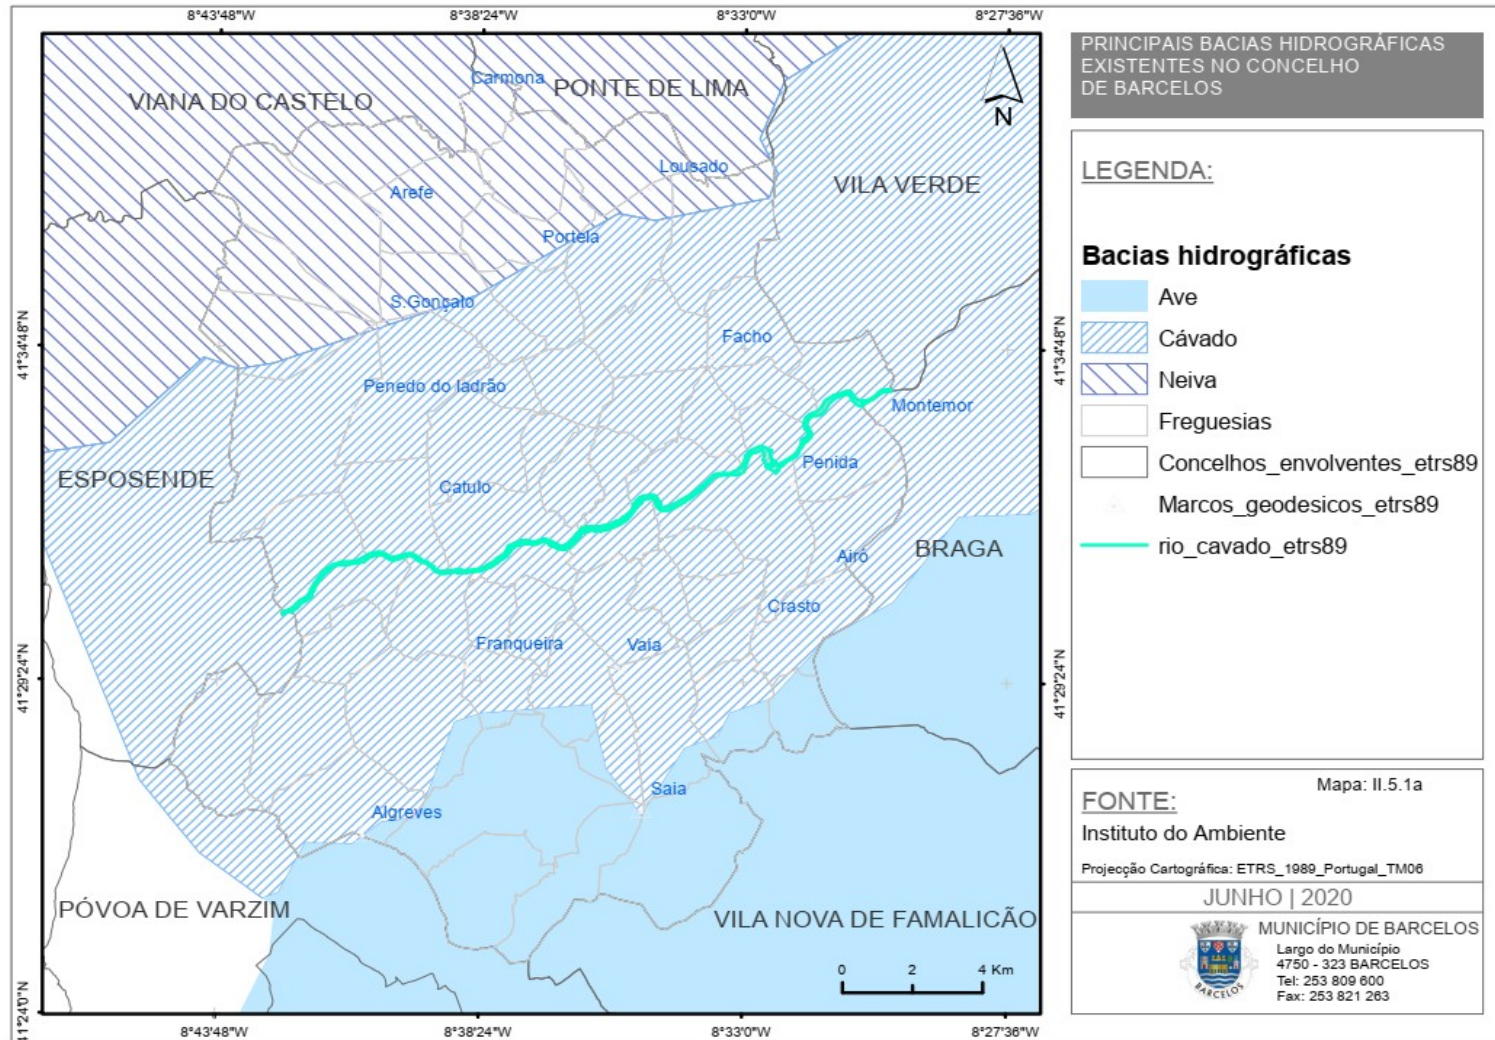 8°43'48"W
8°38'24"W
8°33'0"W
8°27'36"W
Carmona
VIANA DO CASTELO
PONTE DE LIMA
N
Lousado
Arefe
VILA VERDE
Portela
S.Gonçalo
Facho
41°34'48"N
41°34'48"N
Penedo do ladrão
Montemor
Penida
ESPOSENDE
Catulo
BRAGA
Airó
Crasto
Franqueira
Vaia
41°29'24"N
41°29'24"N
Saia
Algreves
PÓVOA DE VARZIM
VILA NOVA DE FAMALICÃO
0 2 4 Km
41°24'0"N
8°43'48"W
8°38'24"W
8°33'0"W
8°27'36"W
PRINCIPAIS BACIAS HIDROGRÁFICAS
EXISTENTES NO CONCELHO
DE BARCELOS
LEGENDA:
Bacias hidrográficas
Ave
Cávado
Neiva
Freguesias
Concelhos_envolventes_etrs89
Marcos_geodesicos_etrs89
rio_cavado_etrs89
Mapa: II.5.1a
FONTE:
Instituto do Ambiente
Projecção Cartográfica: ETRS_1989_Portugal_TM06
JUNHO | 2020
MUNICÍPIO DE BARCELOS
Largo do Município
4750 - 323 BARCELOS
Tel: 253 809 600
Fax: 253 821 263
BARCELOS